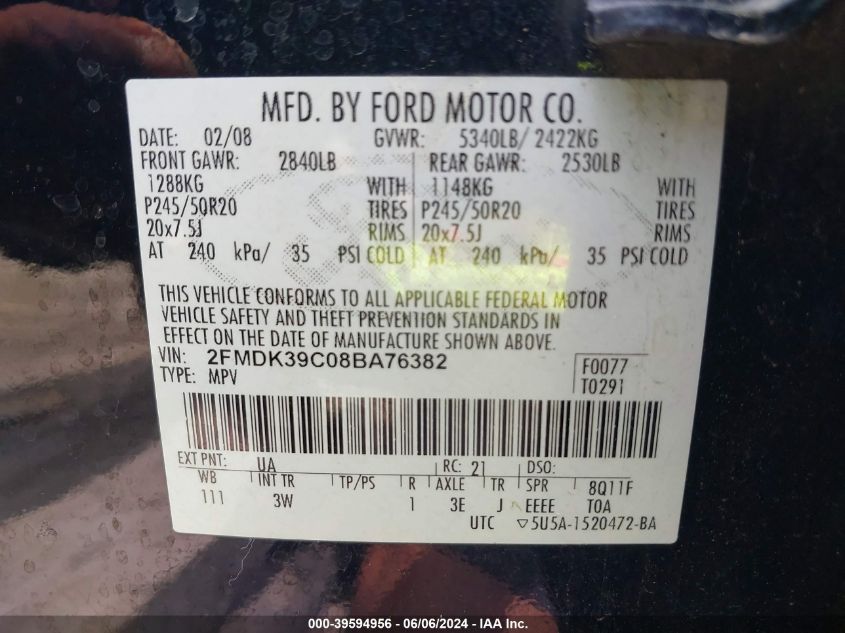 MFD. BY FORD MOTOR CO.
DATE: 02/08 GVWR: 5340LB/ 2422KG
FRONT GAWR: 2840LB REAR GAWR: 2530LB
1288KG WITH 1148KG WITH
P245/50R20 TIRES P245/50R20 TIRES
20x7.5J RIMS 20x7.5J RIMS
AT 240 kPa/ 35 PSI COLD AT 240 kPa/ 35 PSI COLD
THIS VEHICLE CONFORMS TO ALL APPLICABLE FEDERAL MOTOR
VEHICLE SAFETY AND THEFT PREVENTION STANDARDS IN
EFFECT ON THE DATE OF MANUFACTURE SHOWN ABOVE.
VIN: 2FMDK39C08BA76382 F0077
TYPE: MPV T0291
EXT PNT: UA RC: 21 DSO:
WB INT TR TP/PS R AXLE TR SPR 8Q11F
111 3W 1 3E J EEEE T0A
UTC ▽5U5A-1520472-BA
000-39594956 - 06/06/2024 - IAA Inc.